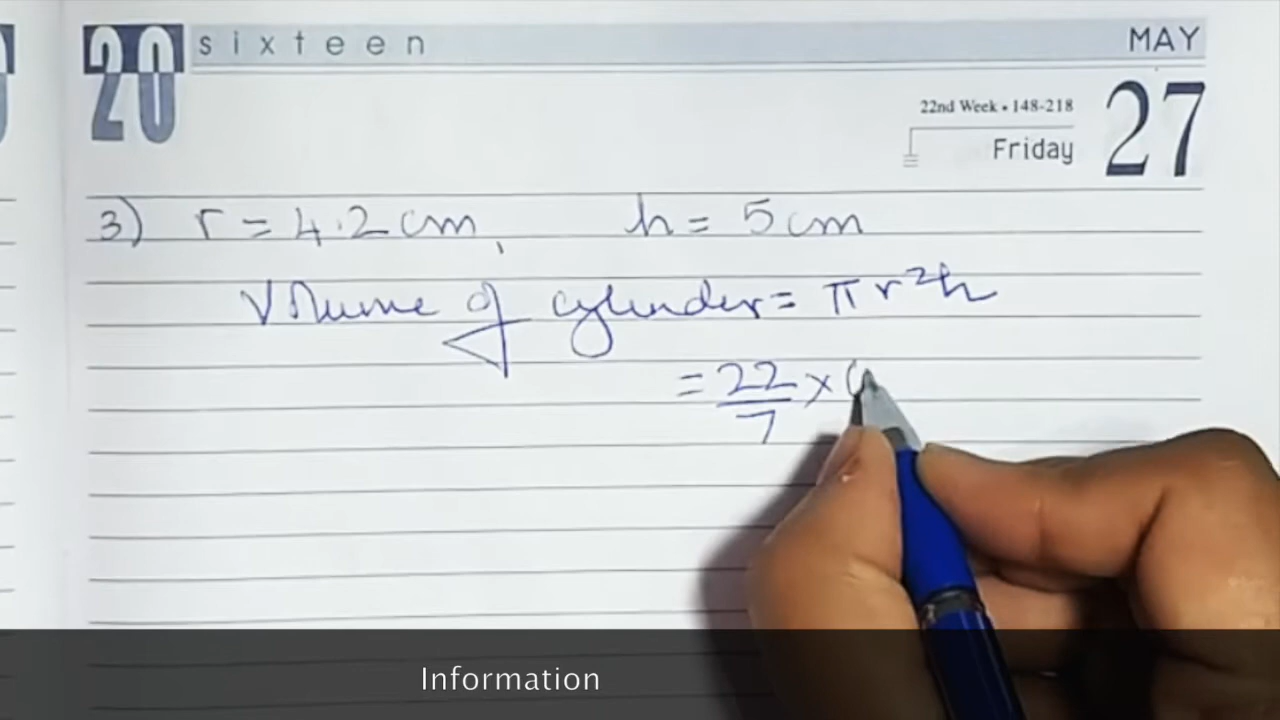 20 sixteen MAY
22nd Week • 148-218 27
Friday
3) r = 4.2 cm, h = 5 cm
Volume of cylinder = πr²h
= 22/7 × (
Information